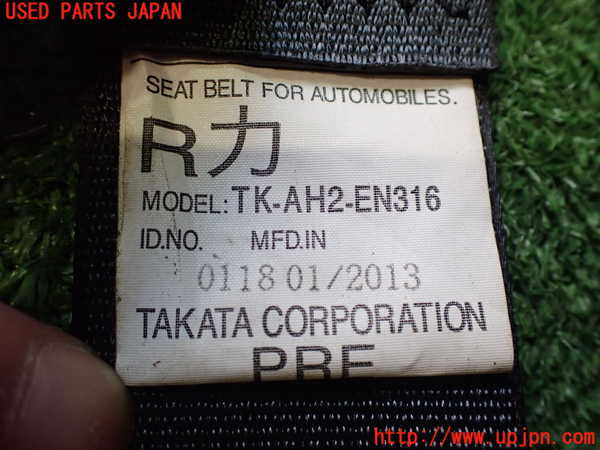 USED PARTS JAPAN
SEAT BELT FOR AUTOMOBILES.
R力
MODEL: TK-AH2-EN316
ID.NO. MFD.IN
0118 01/2013
TAKATA CORPORATION
PRE
http://www.upjpn.com